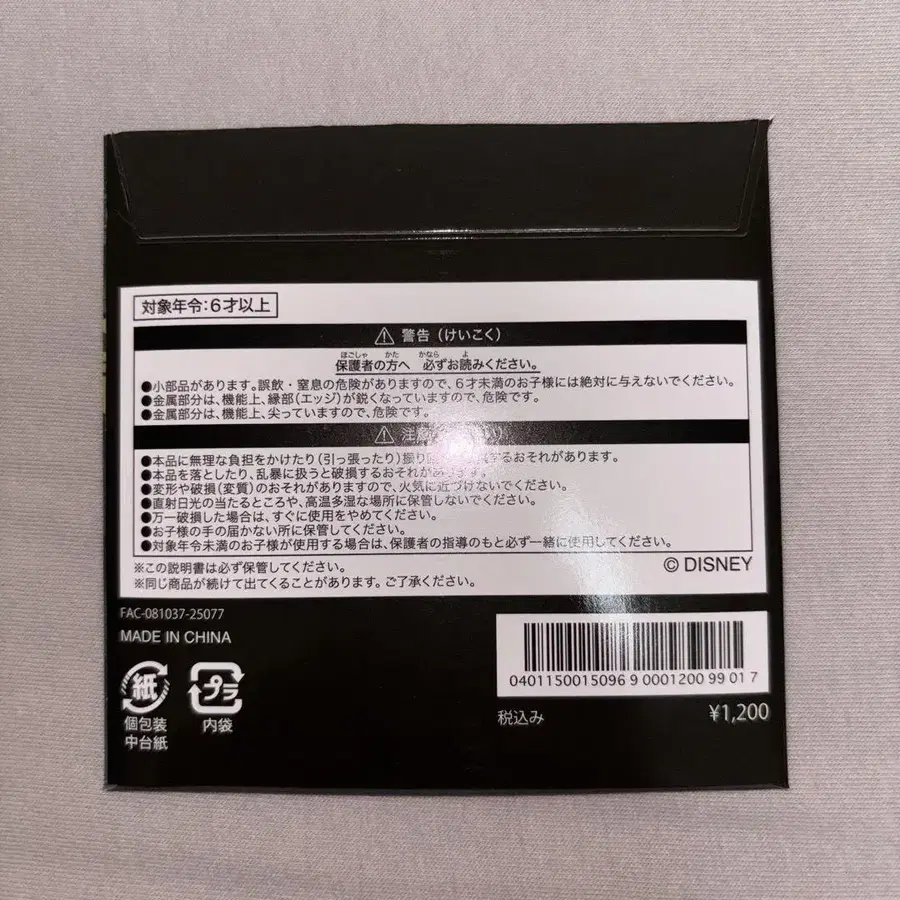 対象年令：6才以上
⚠ 警告（けいこく）
ほごしゃ かた かなら よ
保護者の方へ 必ずお読みください。
●小部品があります。誤飲・窒息の危険がありますので、6才未満のお子様には絶対に与えないでください。
●金属部分は、機能上、縁部（エッジ）が鋭くなっていますので、危険です。
●金属部分は、機能上、尖っていますので、危険です。
⚠ 注
●本品に無理な負担をかけたり（引っ張ったり）振り するおそれがあります。
●本品を落としたり、乱暴に扱うと破損するおそれがあります。
●変形や破損（変質）のおそれがありますので、火気に近づけないでください。
●直射日光の当たるところや、高温多湿な場所に保管しないでください。
●万一破損した場合は、すぐに使用をやめてください。
●お子様の手の届かない所に保管してください。
●対象年令未満のお子様が使用する場合は、保護者の指導のもと必ず一緒に使用してください。
※この説明書は必ず保管してください。
※同じ商品が続けて出てくることがあります。ご了承ください。
© DISNEY
FAC-081037-25077
MADE IN CHINA
0401150015096 9 0001200 99 01 7
紙
個包装
中台紙
プラ
内袋
税込み
¥1,200